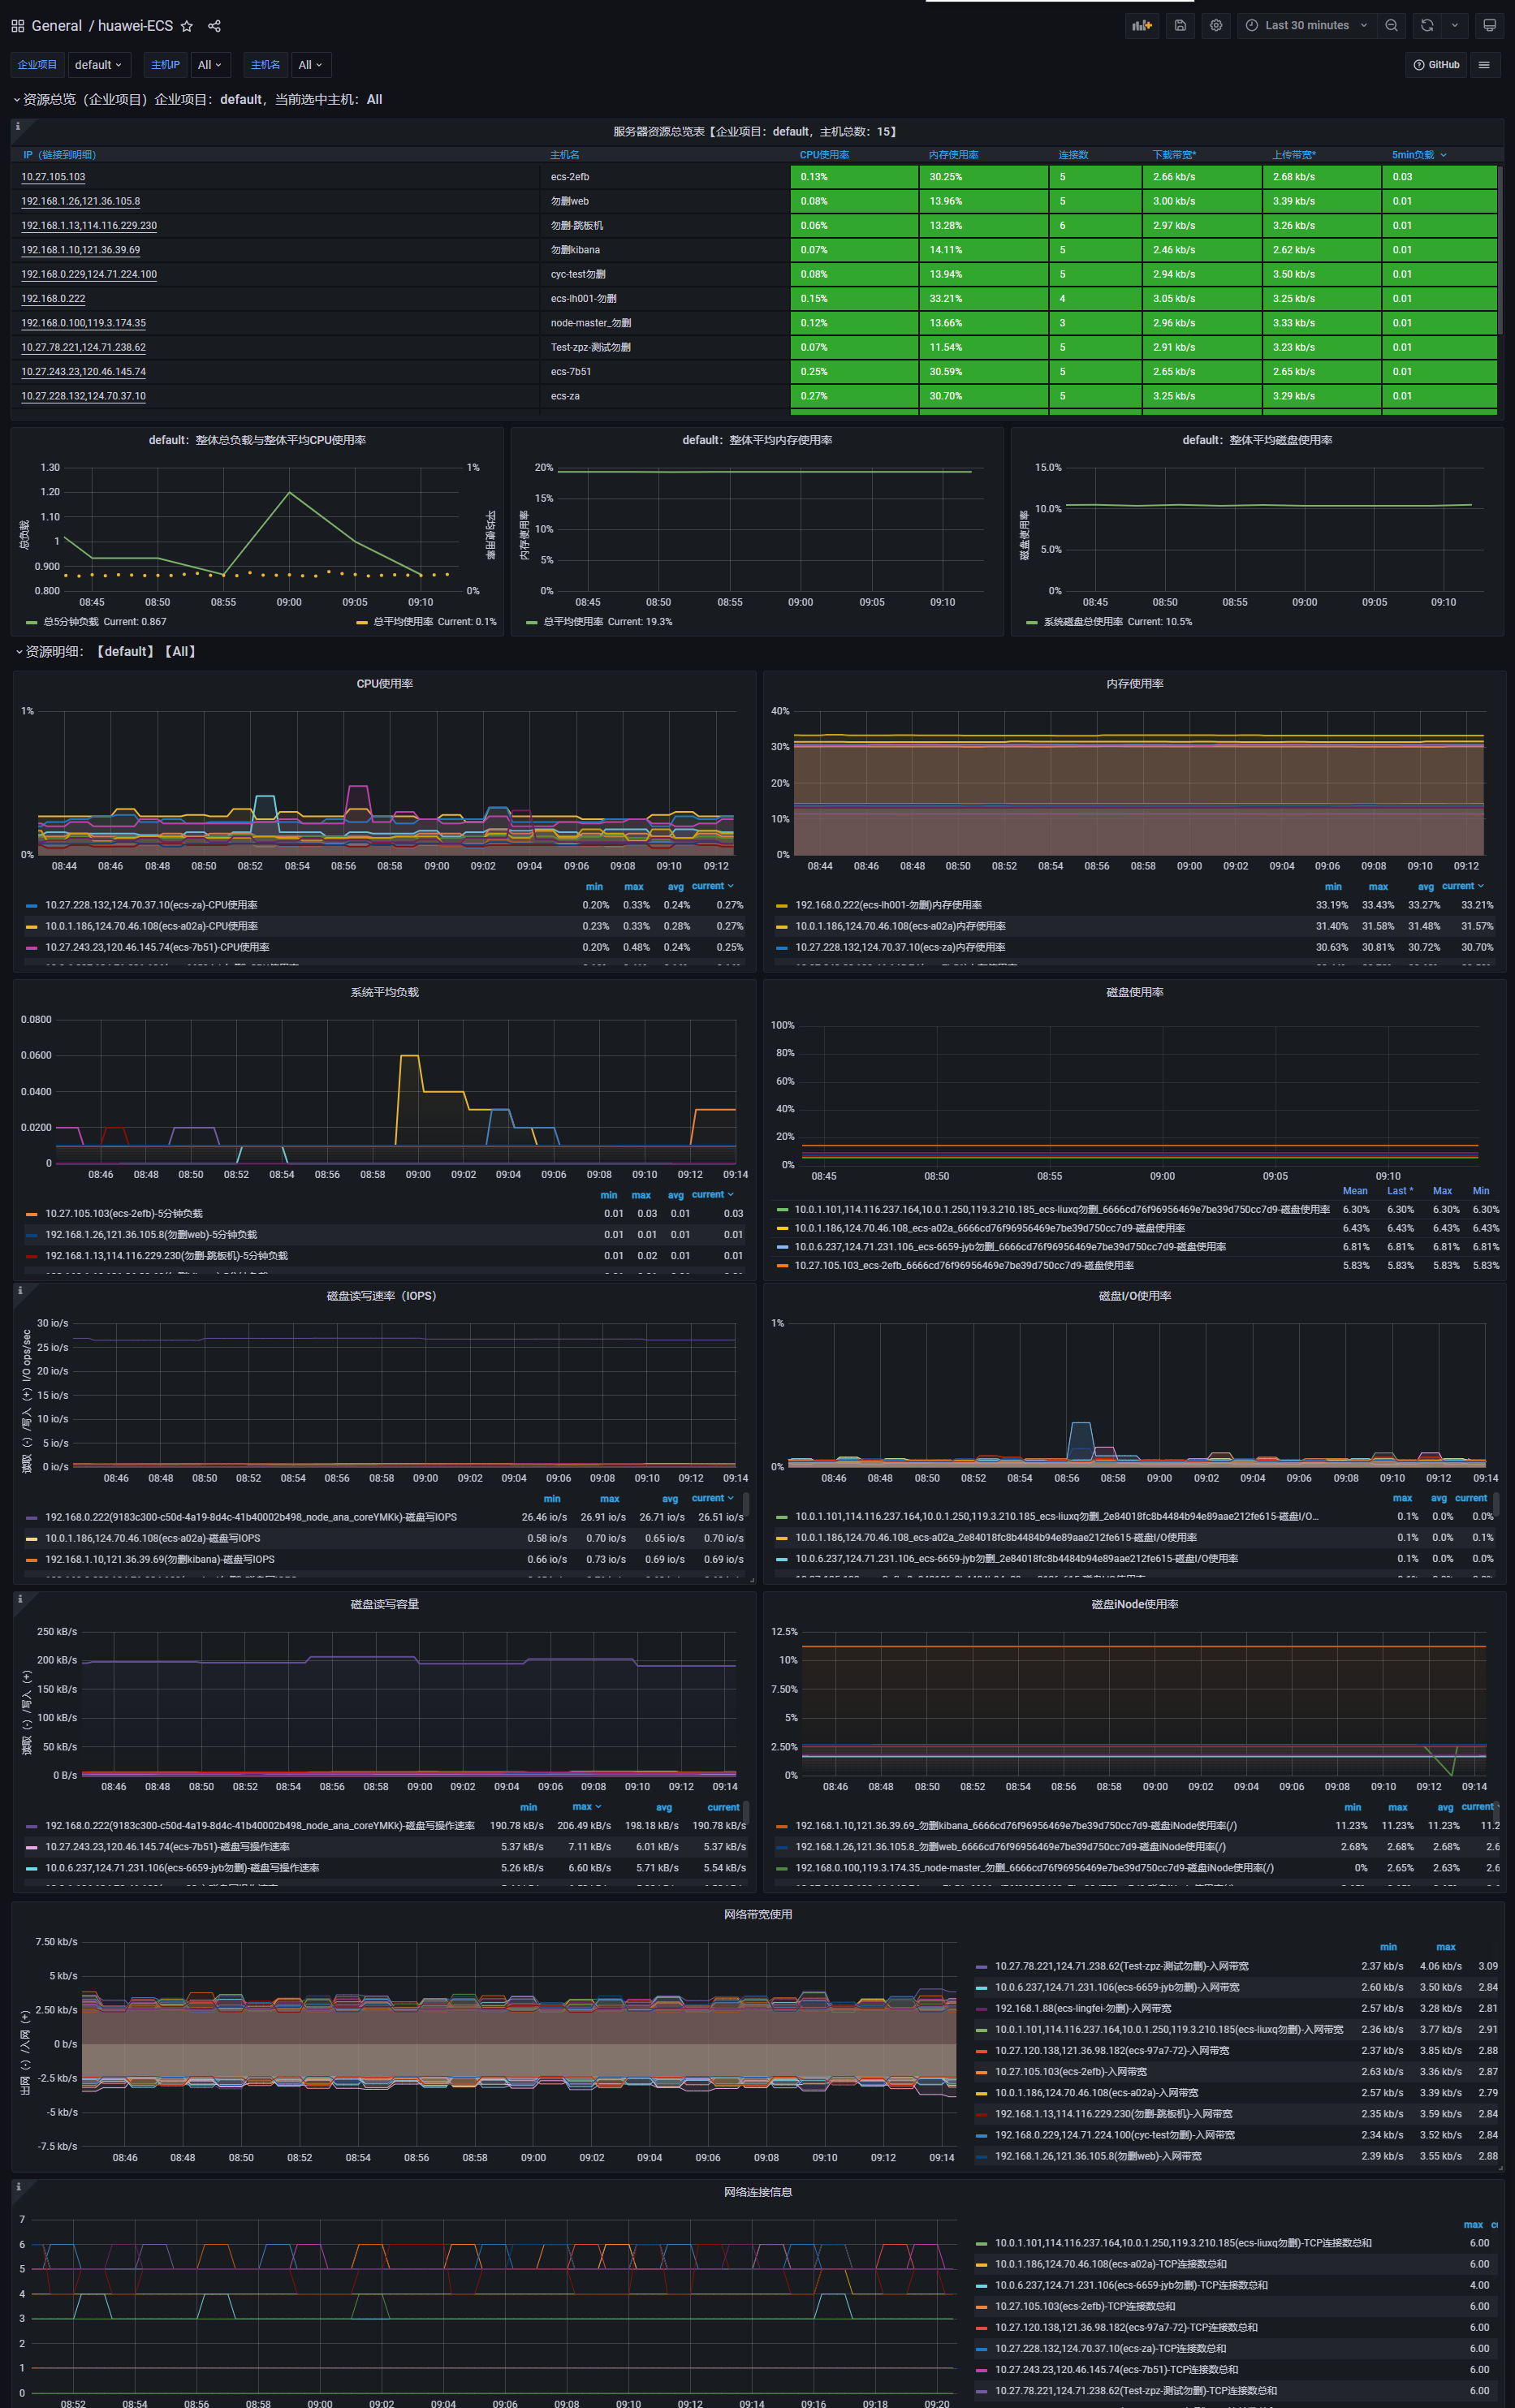 General / huawei-ECS
Last 30 minutes
企业项目 default 主机IP All 主机名 All
GitHub
资源总览（企业项目）企业项目：default，当前选中主机：All
服务器资源总览表【企业项目：default，主机总数：15】
IP（链接到明细） 主机名 CPU使用率 内存使用率 连接数 下载带宽* 上传带宽* 5min负载
10.27.105.103 ecs-2efb 0.13% 30.25% 5 2.66 kb/s 2.68 kb/s 0.03
192.168.1.26,121.36.105.8 勿删web 0.08% 13.96% 5 3.00 kb/s 3.39 kb/s 0.01
192.168.1.13,114.116.229.230 勿删-跳板机 0.06% 13.28% 6 2.97 kb/s 3.26 kb/s 0.01
192.168.1.10,121.36.39.69 勿删kibana 0.07% 14.11% 5 2.46 kb/s 2.62 kb/s 0.01
192.168.0.229,124.71.224.100 cyc-test勿删 0.08% 13.94% 5 2.94 kb/s 3.50 kb/s 0.01
192.168.0.222 ecs-lh001-勿删 0.15% 33.21% 4 3.05 kb/s 3.25 kb/s 0.01
192.168.0.100,119.3.174.35 node-master_勿删 0.12% 13.66% 3 2.96 kb/s 3.33 kb/s 0.01
10.27.78.221,124.71.238.62 Test-zpz-测试勿删 0.07% 11.54% 5 2.91 kb/s 3.23 kb/s 0.01
10.27.243.23,120.46.145.74 ecs-7b51 0.25% 30.59% 5 2.65 kb/s 2.65 kb/s 0.01
10.27.228.132,124.70.37.10 ecs-za 0.27% 30.70% 5 3.25 kb/s 3.29 kb/s 0.01
default：整体总负载与整体平均CPU使用率
总负载
1.30
1.20
1.10
1
0.900
0.800
1%
0%
平均使用率
08:45 08:50 08:55 09:00 09:05 09:10
总5分钟负载 Current: 0.867 总平均使用率 Current: 0.1%
default：整体平均内存使用率
内存使用率
20%
15%
10%
5%
0%
08:45 08:50 08:55 09:00 09:05 09:10
总平均使用率 Current: 19.3%
default：整体平均磁盘使用率
磁盘使用率
15.0%
10.0%
5.0%
0%
08:45 08:50 08:55 09:00 09:05 09:10
系统磁盘总使用率 Current: 10.5%
资源明细：【default】【All】
CPU使用率
1%
0%
08:44 08:46 08:48 08:50 08:52 08:54 08:56 08:58 09:00 09:02 09:04 09:06 09:08 09:10 09:12
min max avg current
10.27.228.132,124.70.37.10(ecs-za)-CPU使用率 0.20% 0.33% 0.24% 0.27%
10.0.1.186,124.70.46.108(ecs-a02a)-CPU使用率 0.23% 0.33% 0.28% 0.27%
10.27.243.23,120.46.145.74(ecs-7b51)-CPU使用率 0.20% 0.48% 0.24% 0.25%
内存使用率
40%
30%
20%
10%
0%
08:44 08:46 08:48 08:50 08:52 08:54 08:56 08:58 09:00 09:02 09:04 09:06 09:08 09:10 09:12
min max avg current
192.168.0.222(ecs-lh001-勿删)内存使用率 33.19% 33.43% 33.27% 33.21%
10.0.1.186,124.70.46.108(ecs-a02a)内存使用率 31.40% 31.58% 31.48% 31.57%
10.27.228.132,124.70.37.10(ecs-za)内存使用率 30.63% 30.81% 30.72% 30.70%
系统平均负载
0.0800
0.0600
0.0400
0.0200
0
08:46 08:48 08:50 08:52 08:54 08:56 08:58 09:00 09:02 09:04 09:06 09:08 09:10 09:12 09:14
min max avg current
10.27.105.103(ecs-2efb)-5分钟负载 0.01 0.03 0.01 0.03
192.168.1.26,121.36.105.8(勿删web)-5分钟负载 0.01 0.01 0.01 0.01
192.168.1.13,114.116.229.230(勿删-跳板机)-5分钟负载 0.01 0.02 0.01 0.01
磁盘使用率
100%
80%
60%
40%
20%
0%
08:45 08:50 08:55 09:00 09:05 09:10
Mean Last * Max Min
10.0.1.101,114.116.237.164,10.0.1.250,119.3.210.185_ecs-liuxq勿删_6666cd76f96956469e7be39d750cc7d9-磁盘使用率 6.30% 6.30% 6.30% 6.30%
10.0.1.186,124.70.46.108_ecs-a02a_6666cd76f96956469e7be39d750cc7d9-磁盘使用率 6.43% 6.43% 6.43% 6.43%
10.0.6.237,124.71.231.106_ecs-6659-jyb勿删_6666cd76f96956469e7be39d750cc7d9-磁盘使用率 6.81% 6.81% 6.81% 6.81%
10.27.105.103_ecs-2efb_6666cd76f96956469e7be39d750cc7d9-磁盘使用率 5.83% 5.83% 5.83% 5.83%
磁盘读写速率（IOPS）
读取（-）/写入（+）I/O ops/sec
30 io/s
25 io/s
20 io/s
15 io/s
10 io/s
5 io/s
0 io/s
08:46 08:48 08:50 08:52 08:54 08:56 08:58 09:00 09:02 09:04 09:06 09:08 09:10 09:12 09:14
min max avg current
192.168.0.222(9183c300-c50d-4a19-8d4c-41b40002b498_node_ana_coreYMKk)-磁盘写IOPS 26.46 io/s 26.91 io/s 26.71 io/s 26.51 io/s
10.0.1.186,124.70.46.108(ecs-a02a)-磁盘写IOPS 0.58 io/s 0.70 io/s 0.65 io/s 0.70 io/s
192.168.1.10,121.36.39.69(勿删kibana)-磁盘写IOPS 0.66 io/s 0.73 io/s 0.69 io/s 0.69 io/s
磁盘I/O使用率
1%
0%
08:46 08:48 08:50 08:52 08:54 08:56 08:58 09:00 09:02 09:04 09:06 09:08 09:10 09:12 09:14
max avg current
10.0.1.101,114.116.237.164,10.0.1.250,119.3.210.185_ecs-liuxq勿删_2e84018fc8b4484b94e89aae212fe615-磁盘I/O... 0.1% 0.0% 0.0%
10.0.1.186,124.70.46.108_ecs-a02a_2e84018fc8b4484b94e89aae212fe615-磁盘I/O使用率 0.1% 0.0% 0.1%
10.0.6.237,124.71.231.106_ecs-6659-jyb勿删_2e84018fc8b4484b94e89aae212fe615-磁盘I/O使用率 0.1% 0.0% 0.0%
磁盘读写容量
读取（-）/写入（+）
250 kB/s
200 kB/s
150 kB/s
100 kB/s
50 kB/s
0 B/s
08:46 08:48 08:50 08:52 08:54 08:56 08:58 09:00 09:02 09:04 09:06 09:08 09:10 09:12 09:14
min max avg current
192.168.0.222(9183c300-c50d-4a19-8d4c-41b40002b498_node_ana_coreYMKk)-磁盘写操作速率 190.78 kB/s 206.49 kB/s 198.18 kB/s 190.78 kB/s
10.27.243.23,120.46.145.74(ecs-7b51)-磁盘写操作速率 5.37 kB/s 7.11 kB/s 6.01 kB/s 5.37 kB/s
10.0.6.237,124.71.231.106(ecs-6659-jyb勿删)-磁盘写操作速率 5.26 kB/s 6.60 kB/s 5.71 kB/s 5.54 kB/s
磁盘iNode使用率
12.5%
10%
7.50%
5%
2.50%
0%
08:46 08:48 08:50 08:52 08:54 08:56 08:58 09:00 09:02 09:04 09:06 09:08 09:10 09:12 09:14
min max avg current
192.168.1.10,121.36.39.69_勿删kibana_6666cd76f96956469e7be39d750cc7d9-磁盘iNode使用率(/) 11.23% 11.23% 11.23% 11.2
192.168.1.26,121.36.105.8_勿删web_6666cd76f96956469e7be39d750cc7d9-磁盘iNode使用率(/) 2.68% 2.68% 2.68% 2.6
192.168.0.100,119.3.174.35_node-master_勿删_6666cd76f96956469e7be39d750cc7d9-磁盘iNode使用率(/) 0% 2.65% 2.63% 2.6
网络带宽使用
出网（-）/入网（+）
7.50 kb/s
5 kb/s
2.50 kb/s
0 b/s
-2.5 kb/s
-5 kb/s
-7.5 kb/s
08:46 08:48 08:50 08:52 08:54 08:56 08:58 09:00 09:02 09:04 09:06 09:08 09:10 09:12 09:14
min max
10.27.78.221,124.71.238.62(Test-zpz-测试勿删)-入网带宽 2.37 kb/s 4.06 kb/s 3.09
10.0.6.237,124.71.231.106(ecs-6659-jyb勿删)-入网带宽 2.60 kb/s 3.50 kb/s 2.84
192.168.1.88(ecs-lingfei-勿删)-入网带宽 2.57 kb/s 3.28 kb/s 2.81
10.0.1.101,114.116.237.164,10.0.1.250,119.3.210.185(ecs-liuxq勿删)-入网带宽 2.36 kb/s 3.77 kb/s 2.91
10.27.120.138,121.36.98.182(ecs-97a7-72)-入网带宽 2.37 kb/s 3.85 kb/s 2.88
10.27.105.103(ecs-2efb)-入网带宽 2.63 kb/s 3.36 kb/s 2.87
10.0.1.186,124.70.46.108(ecs-a02a)-入网带宽 2.57 kb/s 3.39 kb/s 2.79
192.168.1.13,114.116.229.230(勿删-跳板机)-入网带宽 2.35 kb/s 3.59 kb/s 2.84
192.168.0.229,124.71.224.100(cyc-test勿删)-入网带宽 2.34 kb/s 3.52 kb/s 2.84
192.168.1.26,121.36.105.8(勿删web)-入网带宽 2.39 kb/s 3.55 kb/s 2.88
网络连接信息
7
6
5
4
3
2
1
0
08:52 08:54 08:56 08:58 09:00 09:02 09:04 09:06 09:08 09:10 09:12 09:14 09:16 09:18 09:20
max
10.0.1.101,114.116.237.164,10.0.1.250,119.3.210.185(ecs-liuxq勿删)-TCP连接数总和 6.00
10.0.1.186,124.70.46.108(ecs-a02a)-TCP连接数总和 6.00
10.0.6.237,124.71.231.106(ecs-6659-jyb勿删)-TCP连接数总和 4.00
10.27.105.103(ecs-2efb)-TCP连接数总和 6.00
10.27.120.138,121.36.98.182(ecs-97a7-72)-TCP连接数总和 6.00
10.27.228.132,124.70.37.10(ecs-za)-TCP连接数总和 6.00
10.27.243.23,120.46.145.74(ecs-7b51)-TCP连接数总和 6.00
10.27.78.221,124.71.238.62(Test-zpz-测试勿删)-TCP连接数总和 6.00